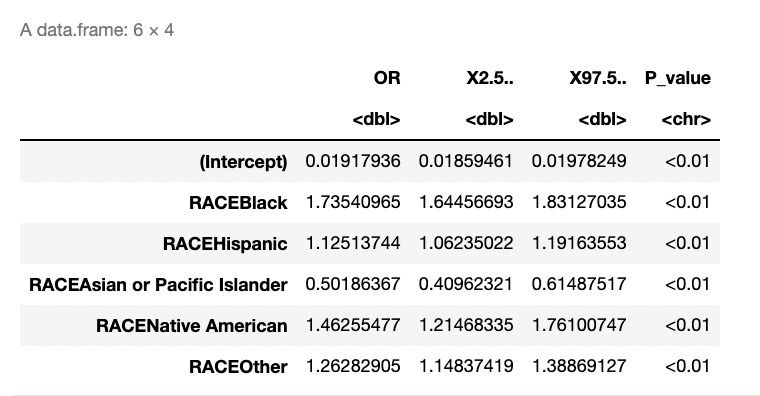 A data.frame: 6 × 4
OR X2.5.. X97.5.. P_value
<dbl> <dbl> <dbl> <chr>
(Intercept) 0.01917936 0.01859461 0.01978249 <0.01
RACEBlack 1.73540965 1.64456693 1.83127035 <0.01
RACEHispanic 1.12513744 1.06235022 1.19163553 <0.01
RACEAsian or Pacific Islander 0.50186367 0.40962321 0.61487517 <0.01
RACENative American 1.46255477 1.21468335 1.76100747 <0.01
RACEOther 1.26282905 1.14837419 1.38869127 <0.01